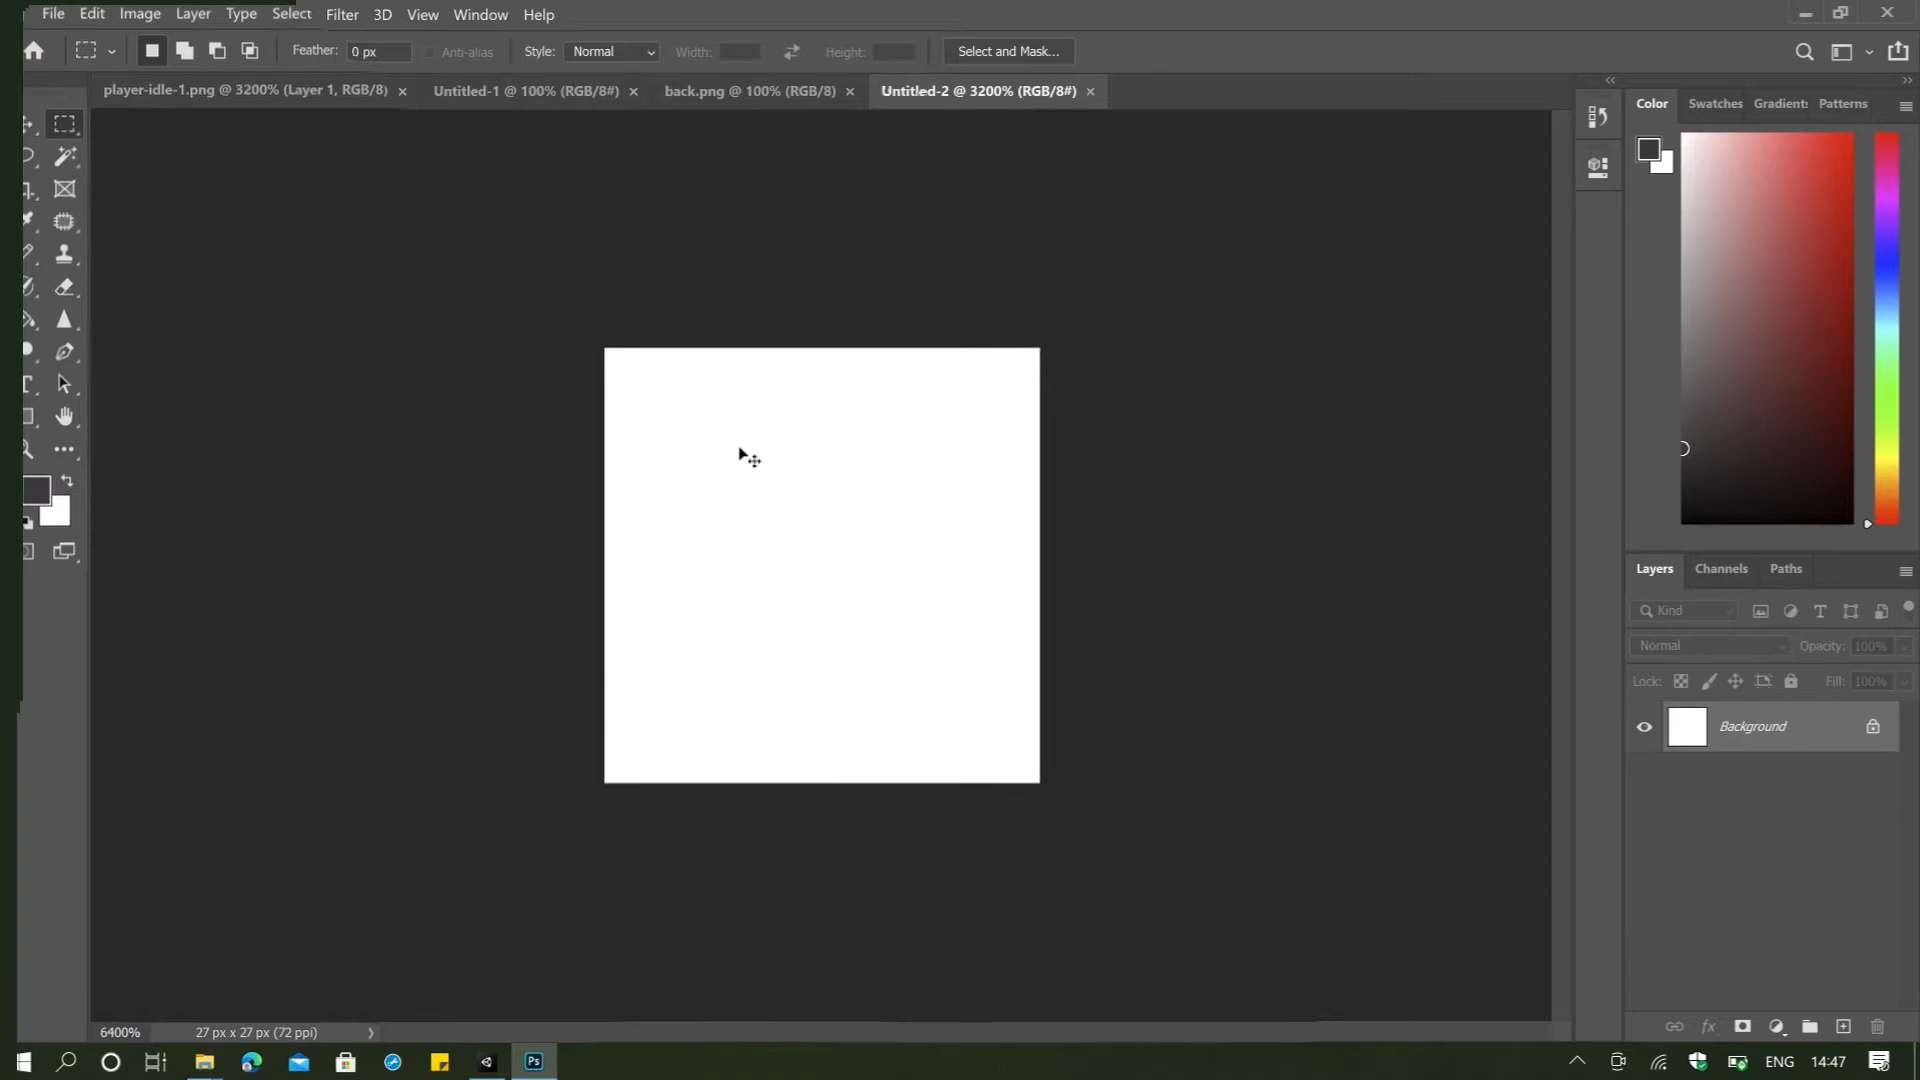 File Edit Image Layer Type Select Filter 3D View Window Help
Feather: 0 px Anti-alias Style: Normal Width: Height: Select and Mask...
player-idle-1.png @ 3200% (Layer 1, RGB/8) Untitled-1 @ 100% (RGB/8#) back.png @ 100% (RGB/8) Untitled-2 @ 3200% (RGB/8#)
Color Swatches Gradients Patterns
Layers Channels Paths
Kind
Normal Opacity: 100%
Lock: Fill: 100%
Background
fx
6400% 27 px x 27 px (72 ppi)
Ps ENG 14:47